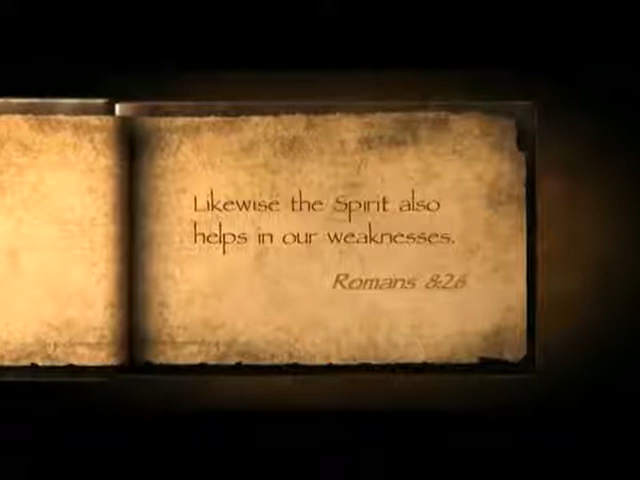 Likewise the Spirit also
helps in our weaknesses.
Romans 8:26